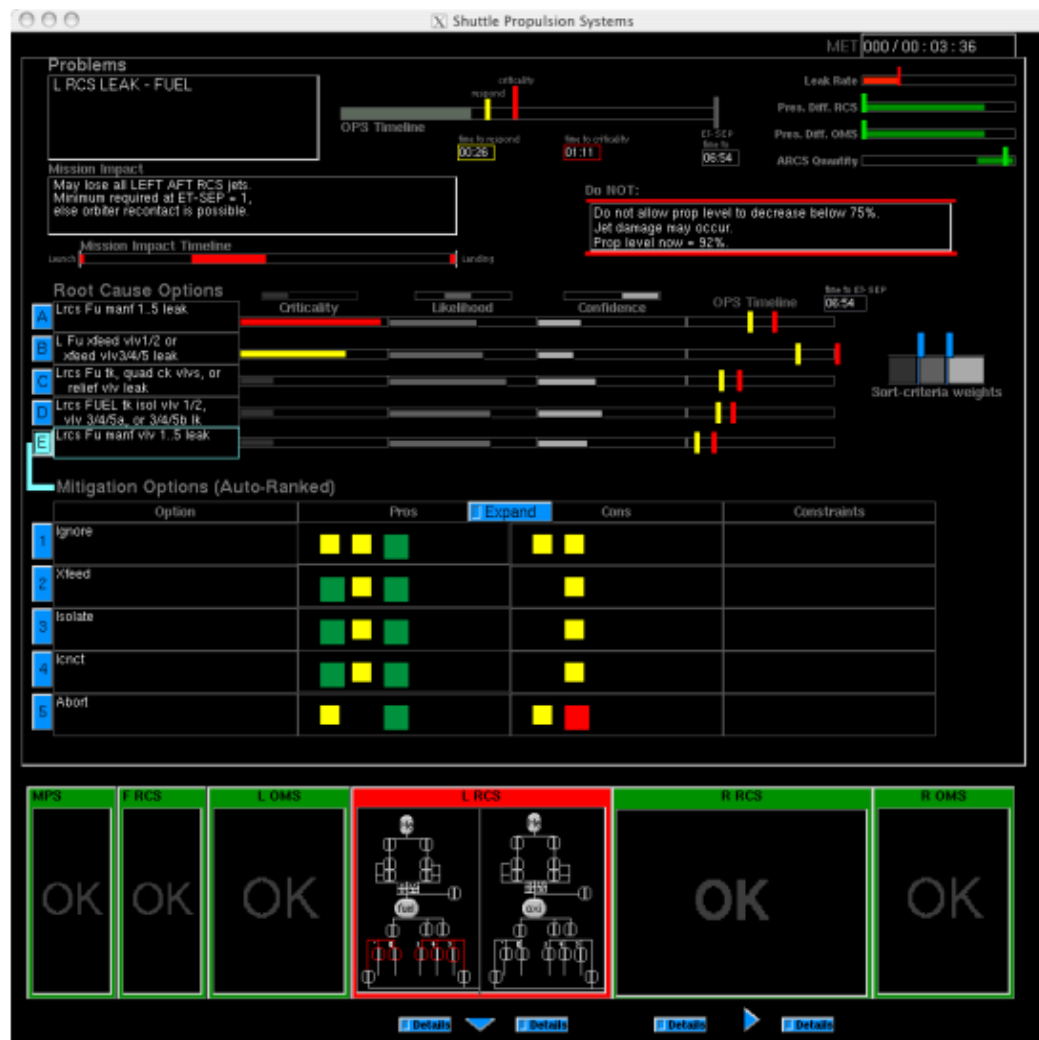 X Shuttle Propulsion Systems
MET 000 / 00 : 03 : 36
Problems
L RCS LEAK - FUEL
criticality
respond
OPS Timeline
time to respond
00:26
time to criticality
01:11
ET-SEP
time to
06:54
Leak Rate
Pres. Diff. RCS
Pres. Diff. OMS
ARCS Quantity
Mission Impact
May lose all LEFT AFT RCS jets.
Minimum required at ET-SEP = 1,
else orbiter recontact is possible.
Do NOT:
Do not allow prop level to decrease below 75%.
Jet damage may occur.
Prop level now = 92%.
Mission Impact Timeline
Launch
Landing
Root Cause Options
Criticality
Likelihood
Confidence
OPS Timeline
time to ET-SEP
06:54
A Lrcs Fu manf 1..5 leak
B L Fu xfeed vlv1/2 or
xfeed vlv3/4/5 leak
C Lrcs Fu tk, quad ck vlvs, or
relief vlv leak
D Lrcs FUEL tk isol vlv 1/2,
vlv 3/4/5a, or 3/4/5b lk
E Lrcs Fu manf vlv 1..5 leak
Sort-criteria weights
Mitigation Options (Auto-Ranked)
Option Pros Expand Cons Constraints
1 Ignore
2 Xfeed
3 Isolate
4 Icnct
5 Abort
MPS F RCS L OMS L RCS R RCS R OMS
OK OK OK OK OK
fuel oxi
Details Details Details Details